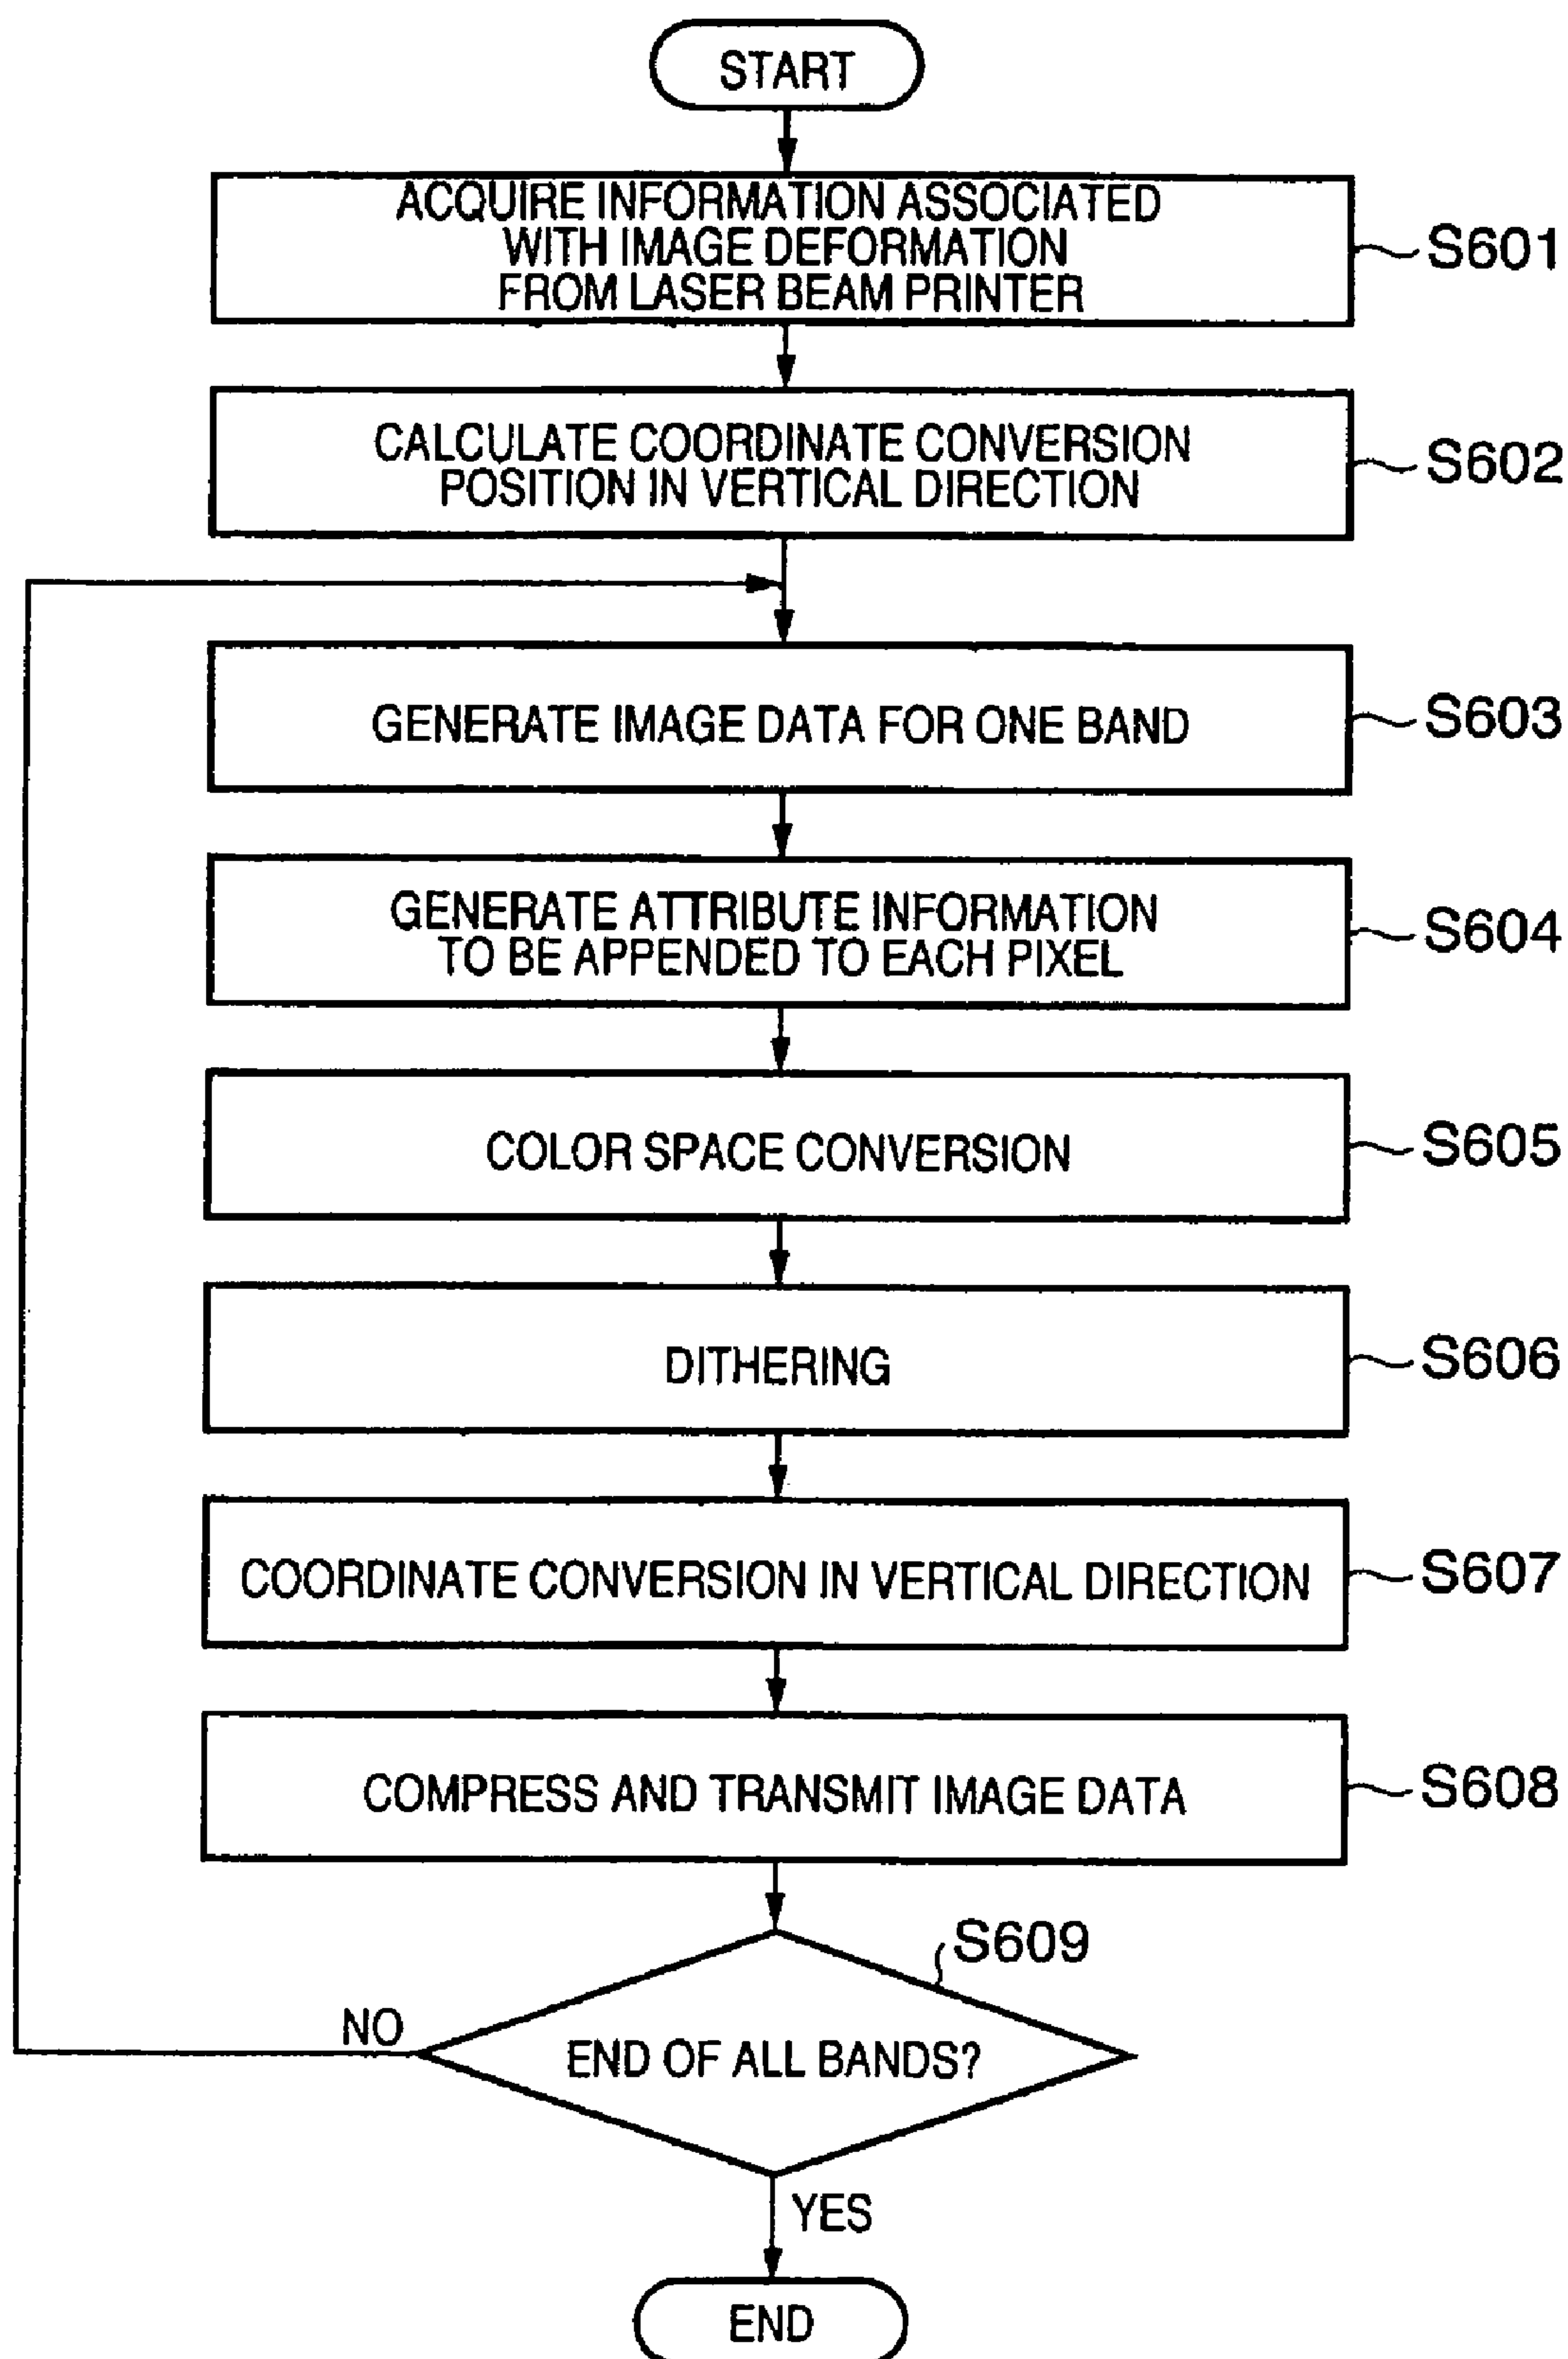 START
ACQUIRE INFORMATION ASSOCIATED
WITH IMAGE DEFORMATION
FROM LASER BEAM PRINTER
S601
CALCULATE COORDINATE CONVERSION
POSITION IN VERTICAL DIRECTION
S602
GENERATE IMAGE DATA FOR ONE BAND
S603
GENERATE ATTRIBUTE INFORMATION
TO BE APPENDED TO EACH PIXEL
S604
COLOR SPACE CONVERSION
S605
DITHERING
S606
COORDINATE CONVERSION IN VERTICAL DIRECTION
S607
COMPRESS AND TRANSMIT IMAGE DATA
S608
S609
NO
END OF ALL BANDS?
YES
END